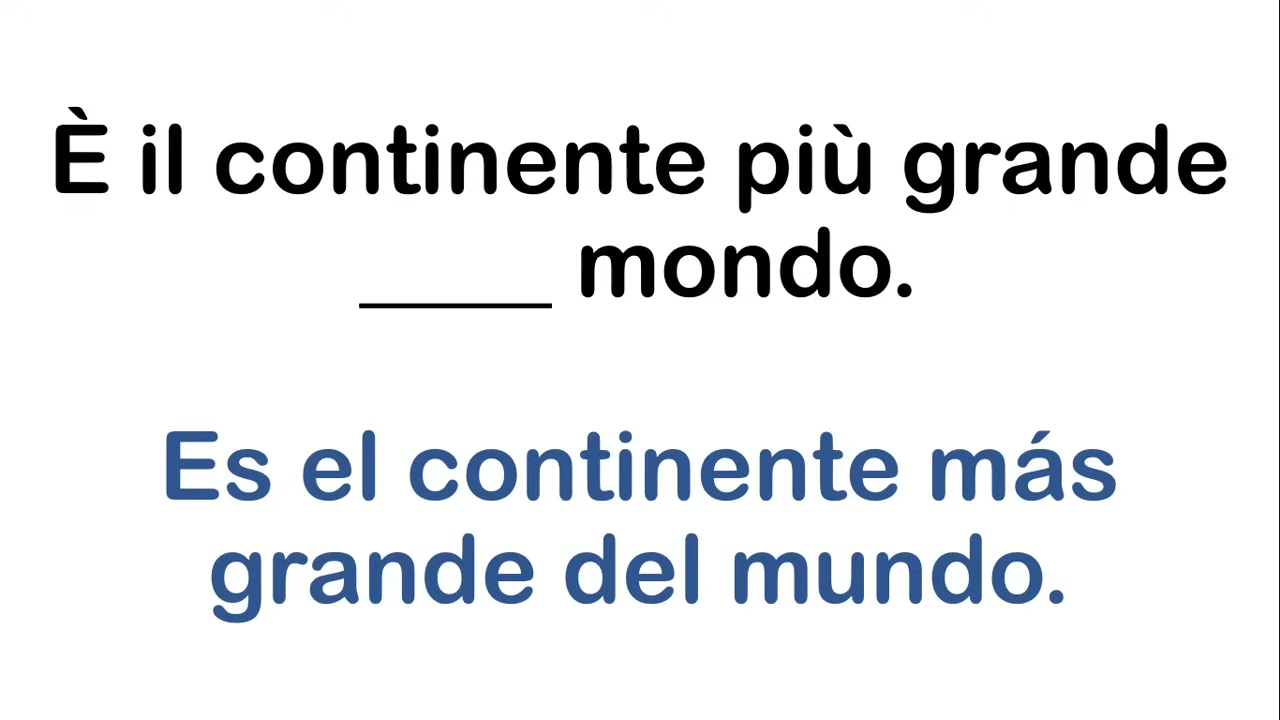 È il continente più grande
____ mondo.
Es el continente más
grande del mundo.